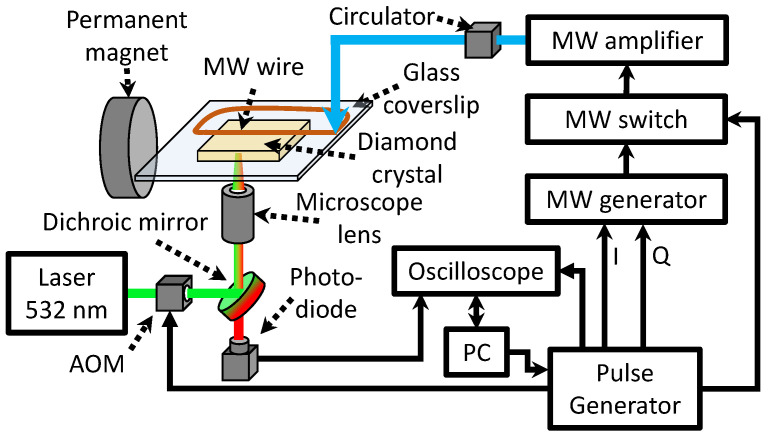 Permanent
magnet
Circulator
MW amplifier
MW wire
Glass
coverslip
MW switch
Diamond
crystal
MW generator
Microscope
lens
Dichroic mirror
I
Q
Laser
532 nm
Photo-
diode
Oscilloscope
AOM
PC
Pulse
Generator